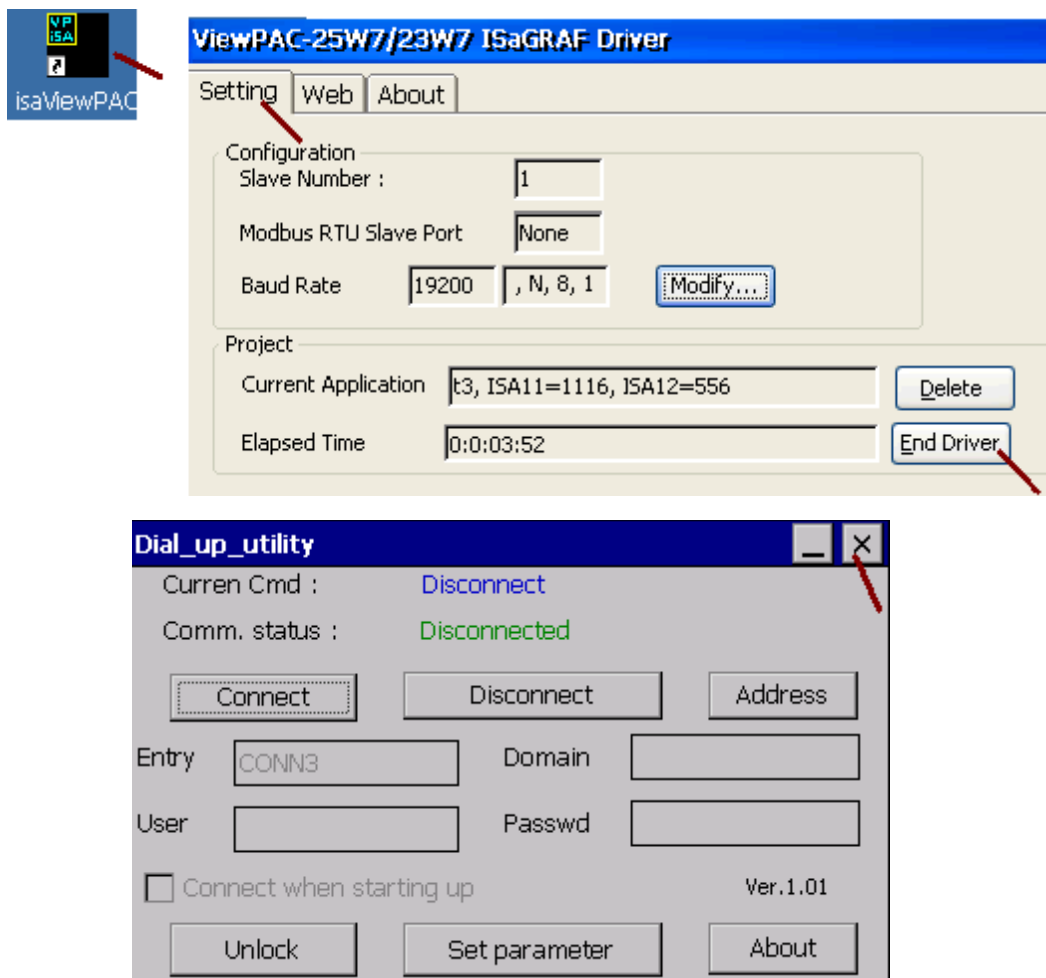 VP
iSA
isaViewPAC
ViewPAC-25W7/23W7 ISaGRAF Driver
Setting Web About
Configuration
Slave Number : 1
Modbus RTU Slave Port None
Baud Rate 19200 , N, 8, 1 Modify...
Project
Current Application t3, ISA11=1116, ISA12=556 Delete
Elapsed Time 0:0:03:52 End Driver
Dial_up_utility
Curren Cmd : Disconnect
Comm. status : Disconnected
Connect Disconnect Address
Entry CONN3 Domain
User Passwd
Connect when starting up Ver.1.01
Unlock Set parameter About